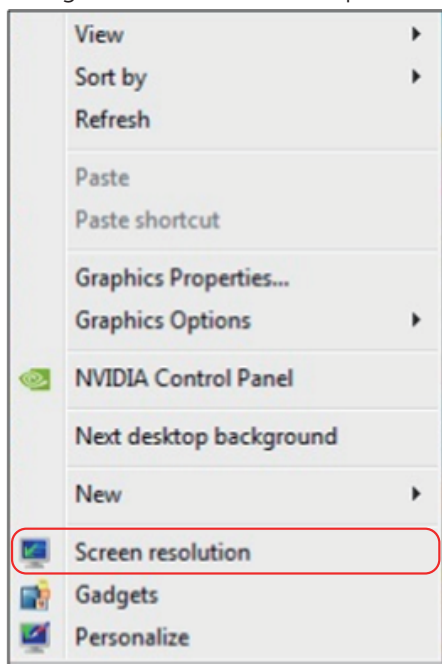 View
Sort by
Refresh
Paste
Paste shortcut
Graphics Properties...
Graphics Options
NVIDIA Control Panel
Next desktop background
New
Screen resolution
Gadgets
Personalize